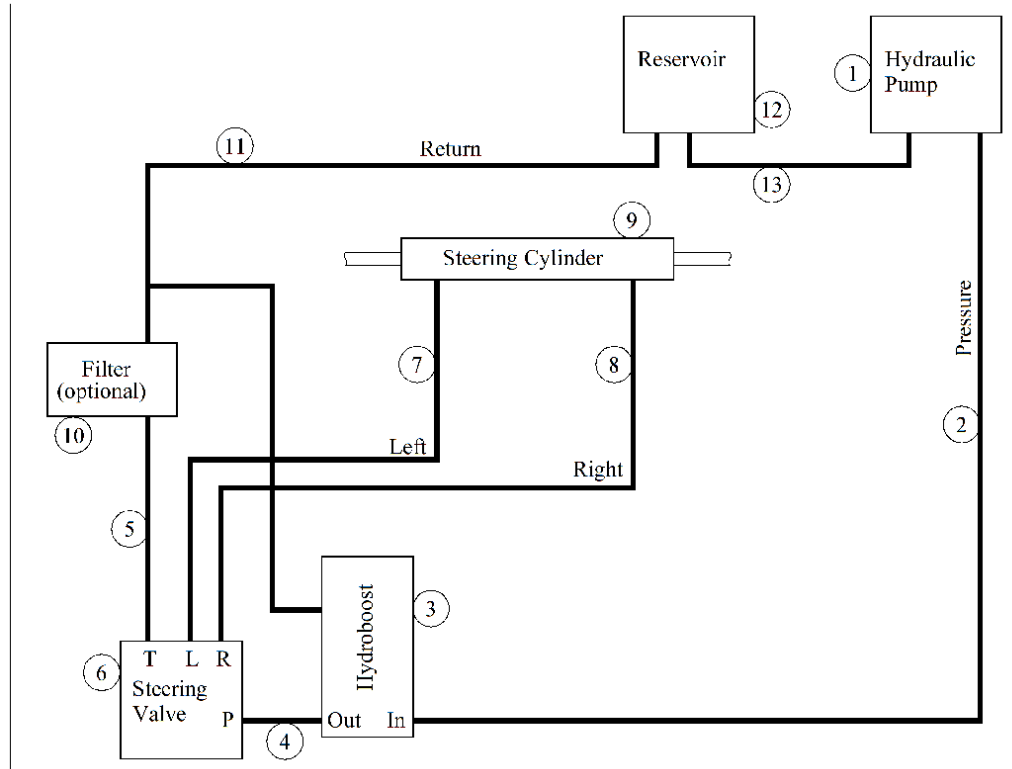 Reservoir
1
Hydraulic
Pump
12
11
Return
13
9
Steering Cylinder
Pressure
7
8
Filter
(optional)
2
10
Left
Right
5
Hydroboost
3
6
T L R
Steering
Valve
P
Out In
4